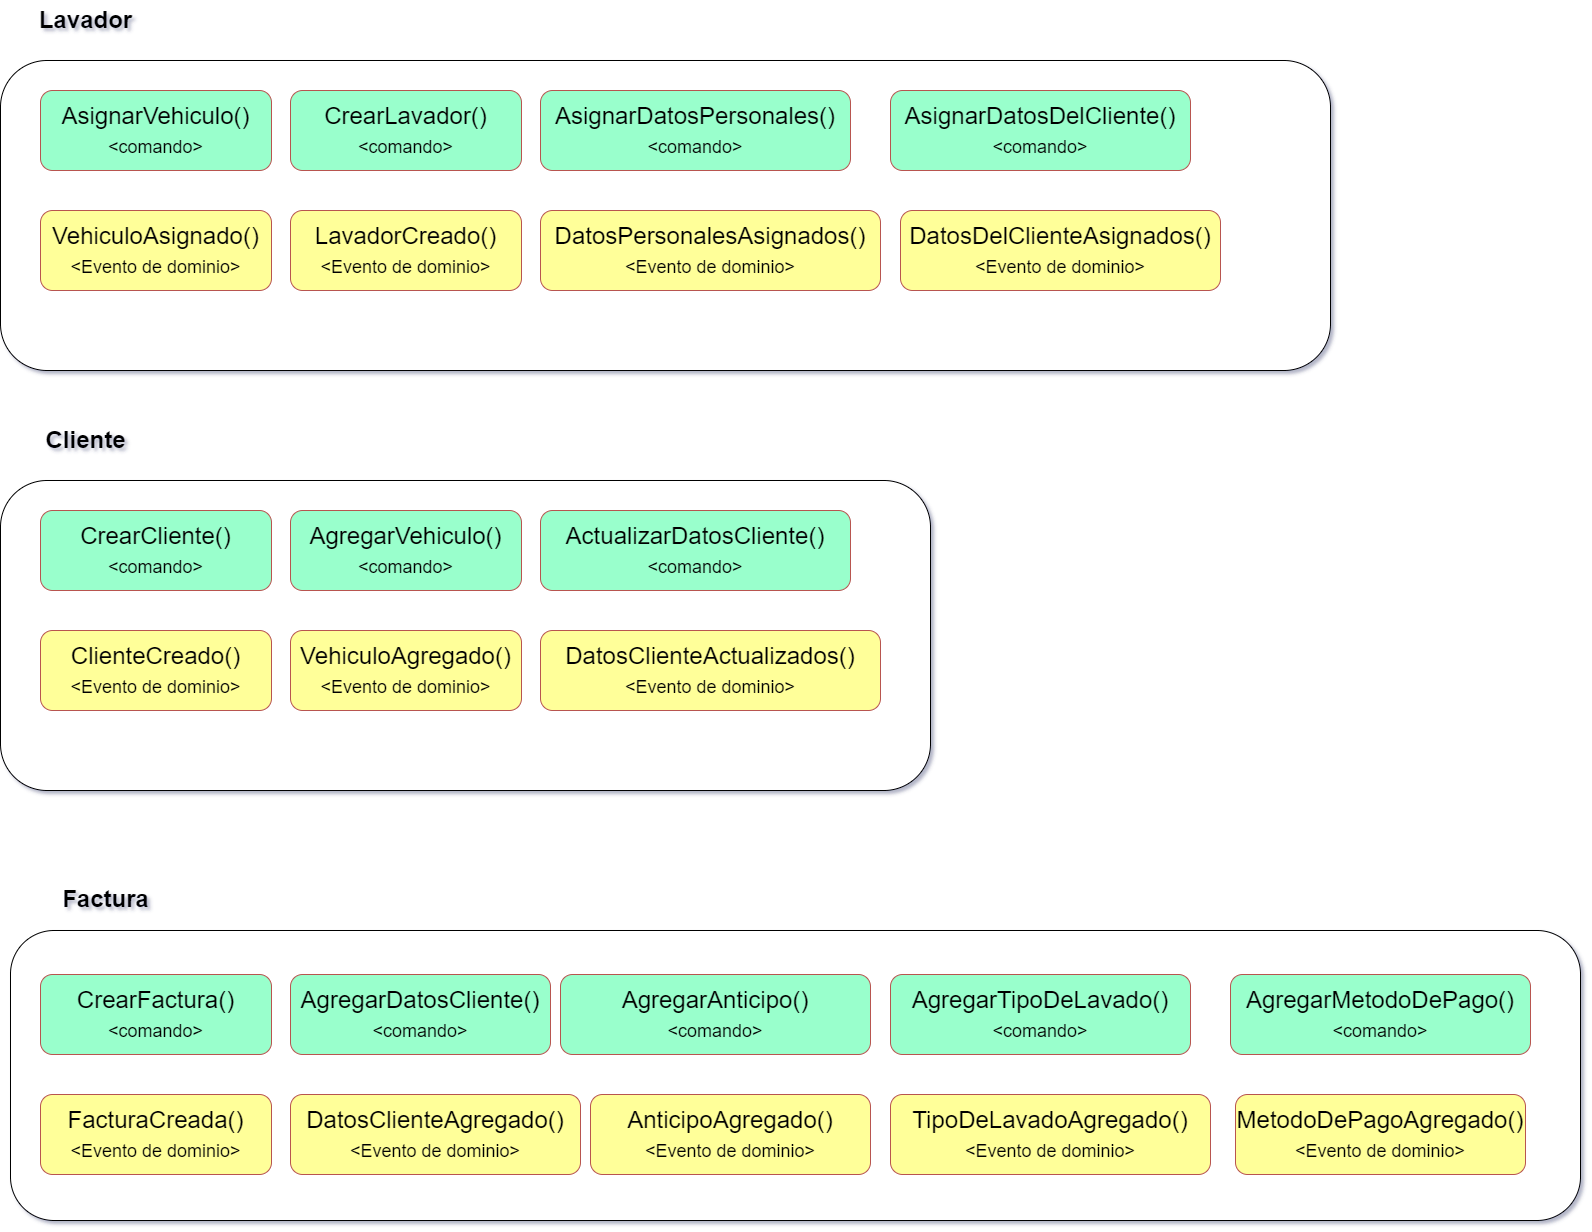 Lavador
AsignarVehiculo()
<comando>
CrearLavador()
<comando>
AsignarDatosPersonales()
<comando>
AsignarDatosDelCliente()
<comando>
VehiculoAsignado()
<Evento de dominio>
LavadorCreado()
<Evento de dominio>
DatosPersonalesAsignados()
<Evento de dominio>
DatosDelClienteAsignados()
<Evento de dominio>
Cliente
CrearCliente()
<comando>
AgregarVehiculo()
<comando>
ActualizarDatosCliente()
<comando>
ClienteCreado()
<Evento de dominio>
VehiculoAgregado()
<Evento de dominio>
DatosClienteActualizados()
<Evento de dominio>
Factura
CrearFactura()
<comando>
AgregarDatosCliente()
<comando>
AgregarAnticipo()
<comando>
AgregarTipoDeLavado()
<comando>
AgregarMetodoDePago()
<comando>
FacturaCreada()
<Evento de dominio>
DatosClienteAgregado()
<Evento de dominio>
AnticipoAgregado()
<Evento de dominio>
TipoDeLavadoAgregado()
<Evento de dominio>
MetodoDePagoAgregado()
<Evento de dominio>